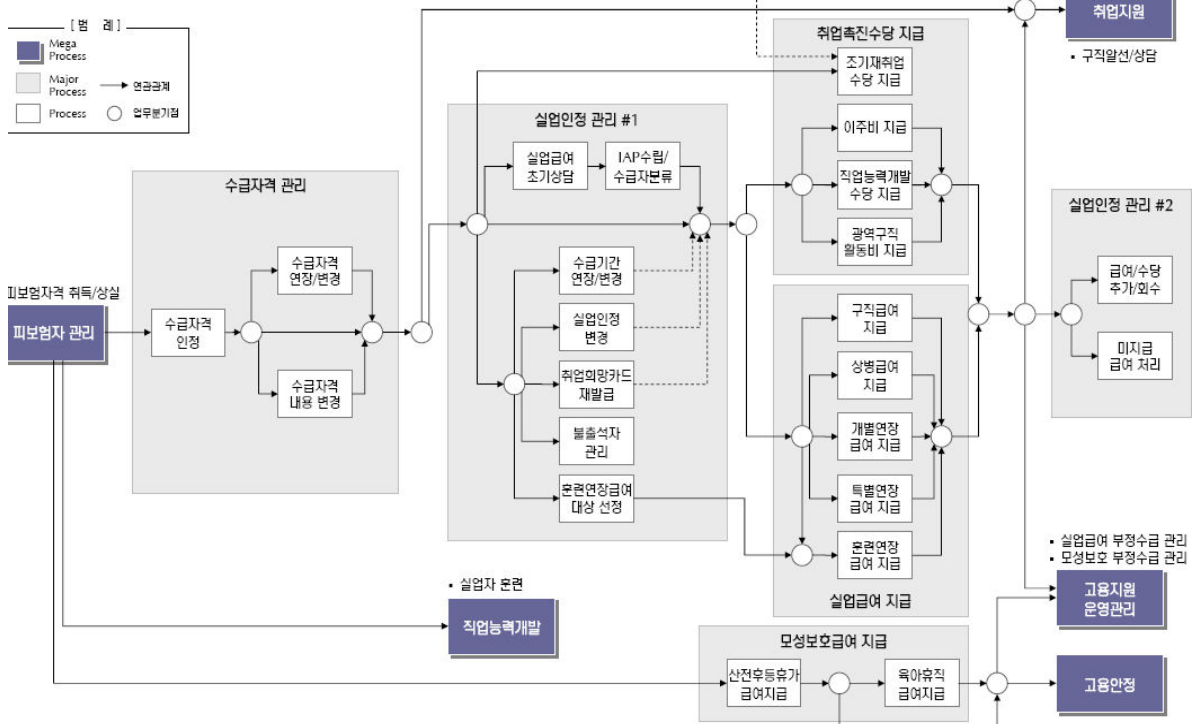 [ 범 례 ]
Mega
Process
Major
Process
연관관계
Process
업무분기점
취업지원
▪ 구직알선/상담
취업촉진수당 지급
조기재취업
수당 지급
이주비 지급
직업능력개발
수당 지급
광역구직
활동비 지급
실업인정 관리 #1
실업급여
초기상담
IAP수립/
수급자분류
수급기간
연장/변경
실업인정
변경
취업희망카드
재발급
불출석자
관리
훈련연장급여
대상 선정
수급자격 관리
수급자격
연장/변경
수급자격
인정
수급자격
내용 변경
피보험자격 취득/상실
피보험자 관리
실업인정 관리 #2
급여/수당
추가/회수
미지급
급여 처리
구직급여
지급
상병급여
지급
개별연장
급여 지급
특별연장
급여 지급
훈련연장
급여 지급
실업급여 지급
▪ 실업자 훈련
직업능력개발
▪ 실업급여 부정수급 관리
▪ 모성보호 부정수급 관리
고용지원
운영관리
모성보호급여 지급
산전후등휴가
급여지급
육아휴직
급여지급
고용안정